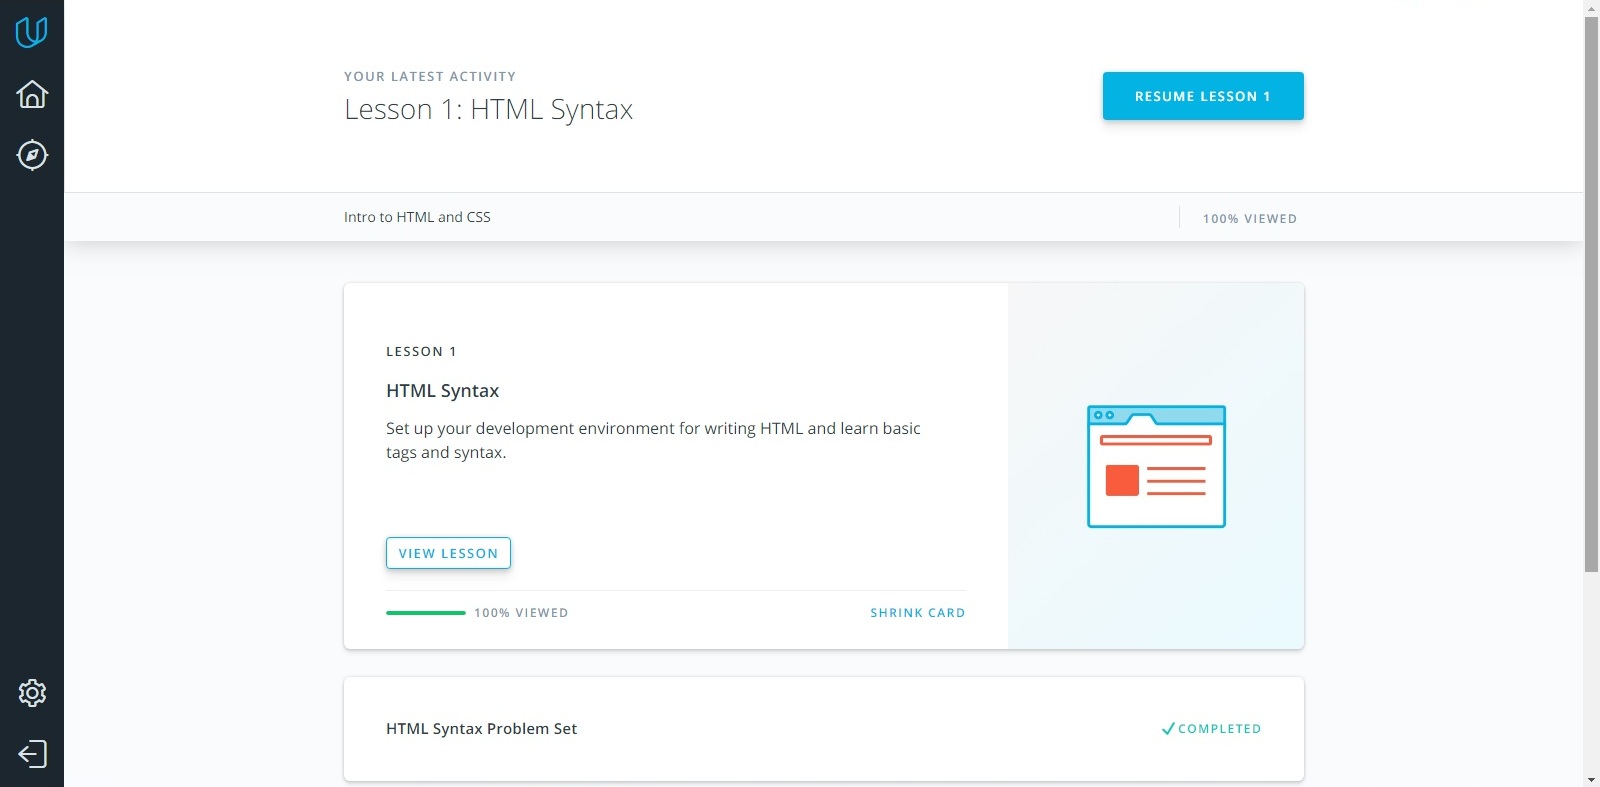 YOUR LATEST ACTIVITY
Lesson 1: HTML Syntax
RESUME LESSON 1
Intro to HTML and CSS
100% VIEWED
LESSON 1
HTML Syntax
Set up your development environment for writing HTML and learn basic
tags and syntax.
VIEW LESSON
100% VIEWED
SHRINK CARD
HTML Syntax Problem Set
COMPLETED